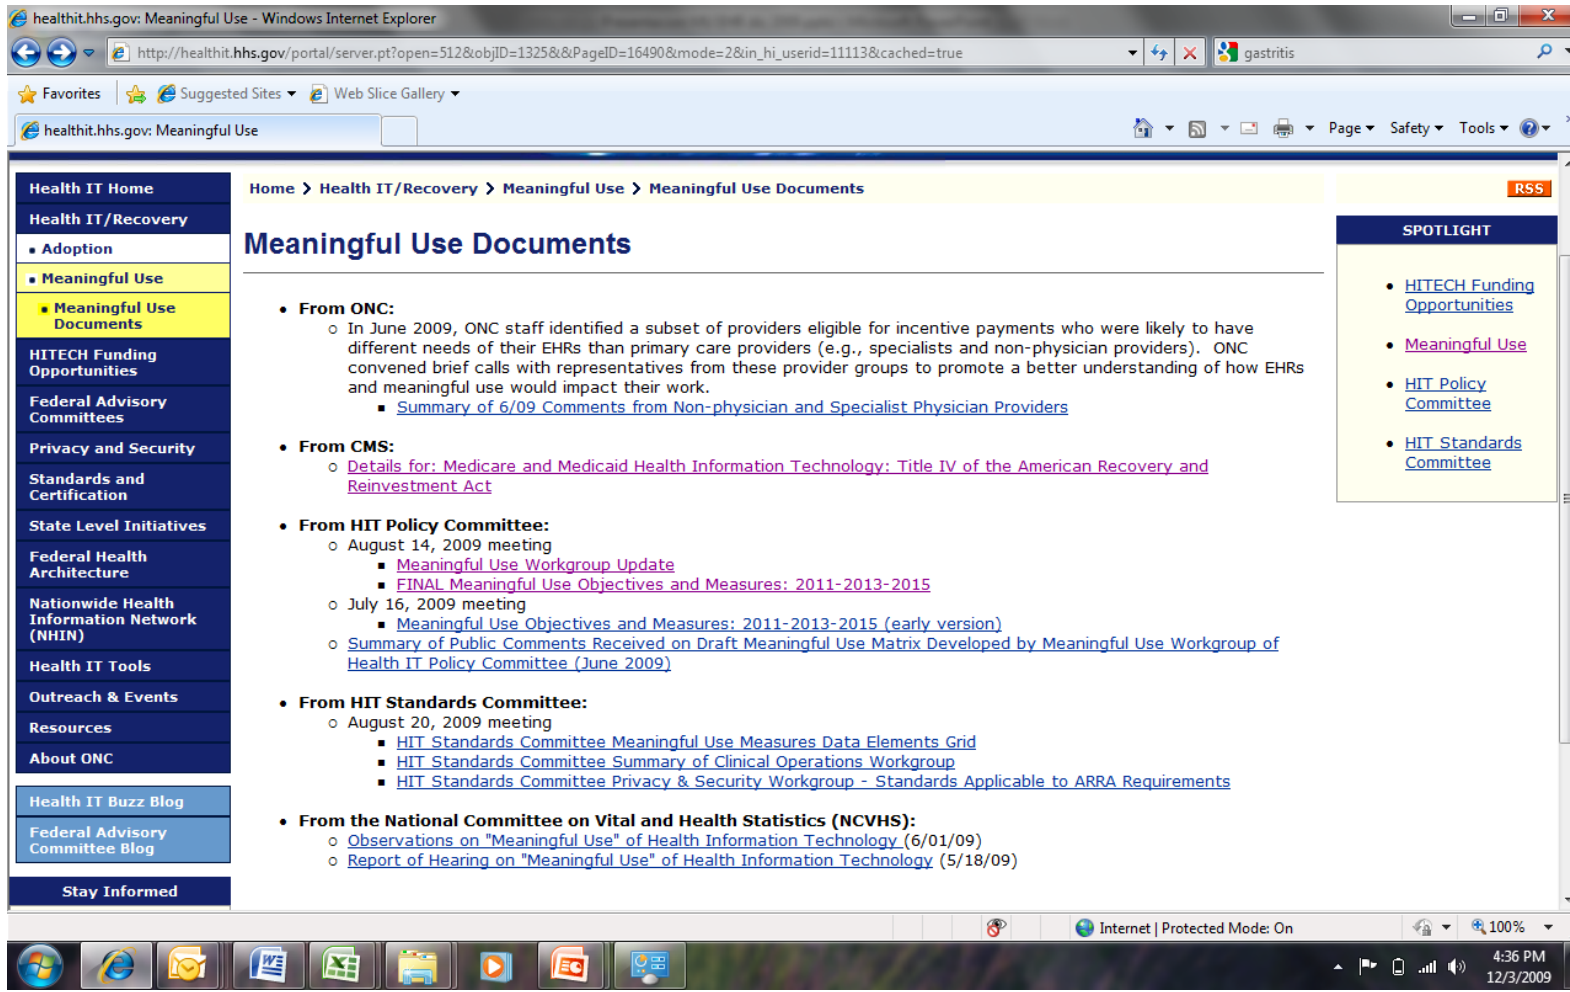 healthit.hhs.gov: Meaningful Use - Windows Internet Explorer
http://healthit.hhs.gov/portal/server.pt?open=512&objID=1325&&PageID=16490&mode=2&in_hi_userid=11113&cached=true
gastritis
Favorites
Suggested Sites
Web Slice Gallery
healthit.hhs.gov: Meaningful Use
Page
Safety
Tools
Health IT Home
Health IT/Recovery
Adoption
Meaningful Use
Meaningful Use
Documents
HITECH Funding
Opportunities
Federal Advisory
Committees
Privacy and Security
Standards and
Certification
State Level Initiatives
Federal Health
Architecture
Nationwide Health
Information Network
(NHIN)
Health IT Tools
Outreach & Events
Resources
About ONC
Health IT Buzz Blog
Federal Advisory
Committee Blog
Stay Informed
Home > Health IT/Recovery > Meaningful Use > Meaningful Use Documents
RSS
Meaningful Use Documents
• From ONC:
o In June 2009, ONC staff identified a subset of providers eligible for incentive payments who were likely to have
different needs of their EHRs than primary care providers (e.g., specialists and non-physician providers). ONC
convened brief calls with representatives from these provider groups to promote a better understanding of how EHRs
and meaningful use would impact their work.
▪ Summary of 6/09 Comments from Non-physician and Specialist Physician Providers
• From CMS:
o Details for: Medicare and Medicaid Health Information Technology: Title IV of the American Recovery and
Reinvestment Act
• From HIT Policy Committee:
o August 14, 2009 meeting
▪ Meaningful Use Workgroup Update
▪ FINAL Meaningful Use Objectives and Measures: 2011-2013-2015
o July 16, 2009 meeting
▪ Meaningful Use Objectives and Measures: 2011-2013-2015 (early version)
o Summary of Public Comments Received on Draft Meaningful Use Matrix Developed by Meaningful Use Workgroup of
Health IT Policy Committee (June 2009)
• From HIT Standards Committee:
o August 20, 2009 meeting
▪ HIT Standards Committee Meaningful Use Measures Data Elements Grid
▪ HIT Standards Committee Summary of Clinical Operations Workgroup
▪ HIT Standards Committee Privacy & Security Workgroup - Standards Applicable to ARRA Requirements
• From the National Committee on Vital and Health Statistics (NCVHS):
o Observations on "Meaningful Use" of Health Information Technology (6/01/09)
o Report of Hearing on "Meaningful Use" of Health Information Technology (5/18/09)
SPOTLIGHT
• HITECH Funding
Opportunities
• Meaningful Use
• HIT Policy
Committee
• HIT Standards
Committee
Internet | Protected Mode: On
100%
4:36 PM
12/3/2009